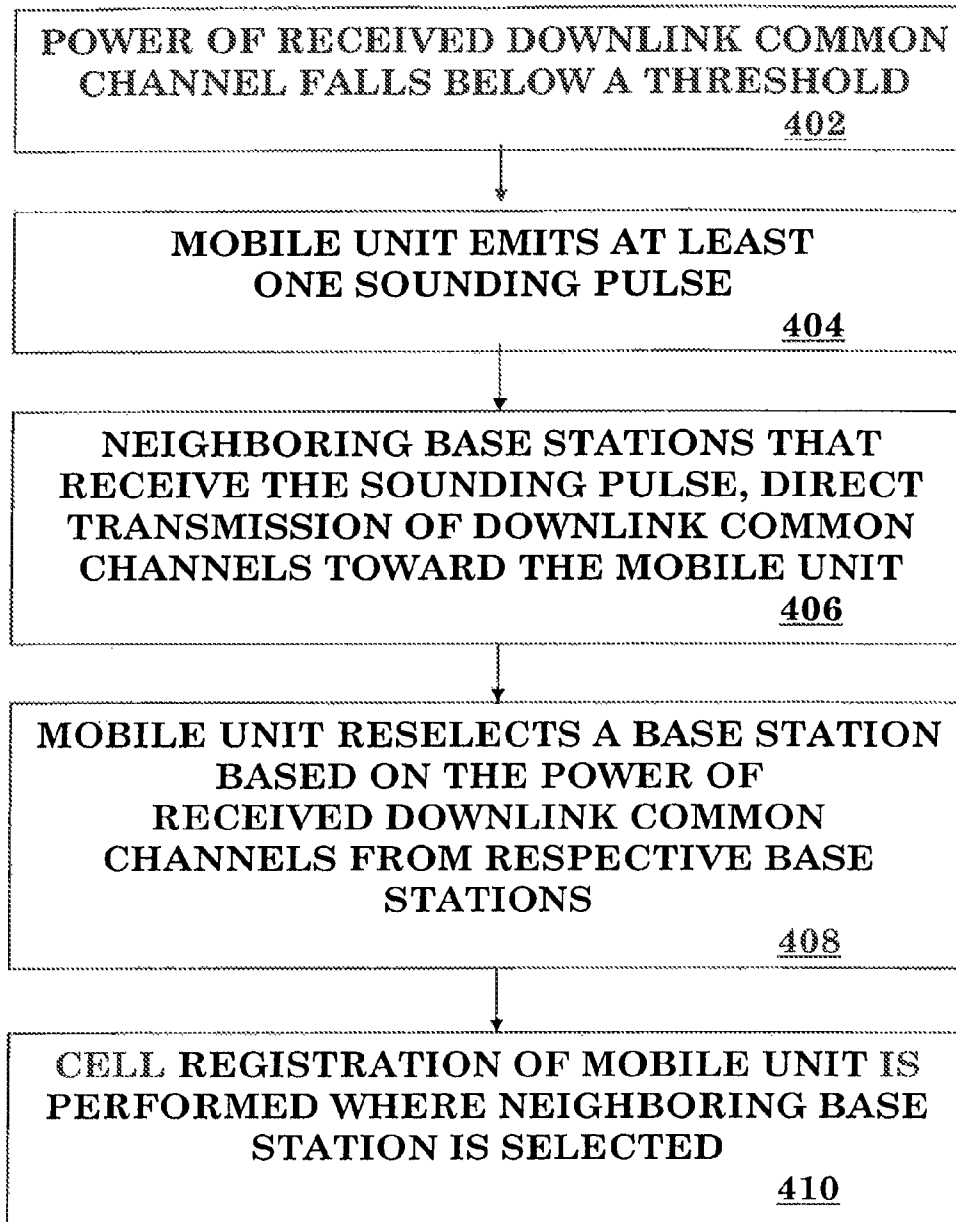 POWER OF RECEIVED DOWNLINK COMMON
CHANNEL FALLS BELOW A THRESHOLD
402
MOBILE UNIT EMITS AT LEAST
ONE SOUNDING PULSE
404
NEIGHBORING BASE STATIONS THAT
RECEIVE THE SOUNDING PULSE, DIRECT
TRANSMISSION OF DOWNLINK COMMON
CHANNELS TOWARD THE MOBILE UNIT
406
MOBILE UNIT RESELECTS A BASE STATION
BASED ON THE POWER OF
RECEIVED DOWNLINK COMMON
CHANNELS FROM RESPECTIVE BASE
STATIONS
408
CELL REGISTRATION OF MOBILE UNIT IS
PERFORMED WHERE NEIGHBORING BASE
STATION IS SELECTED
410